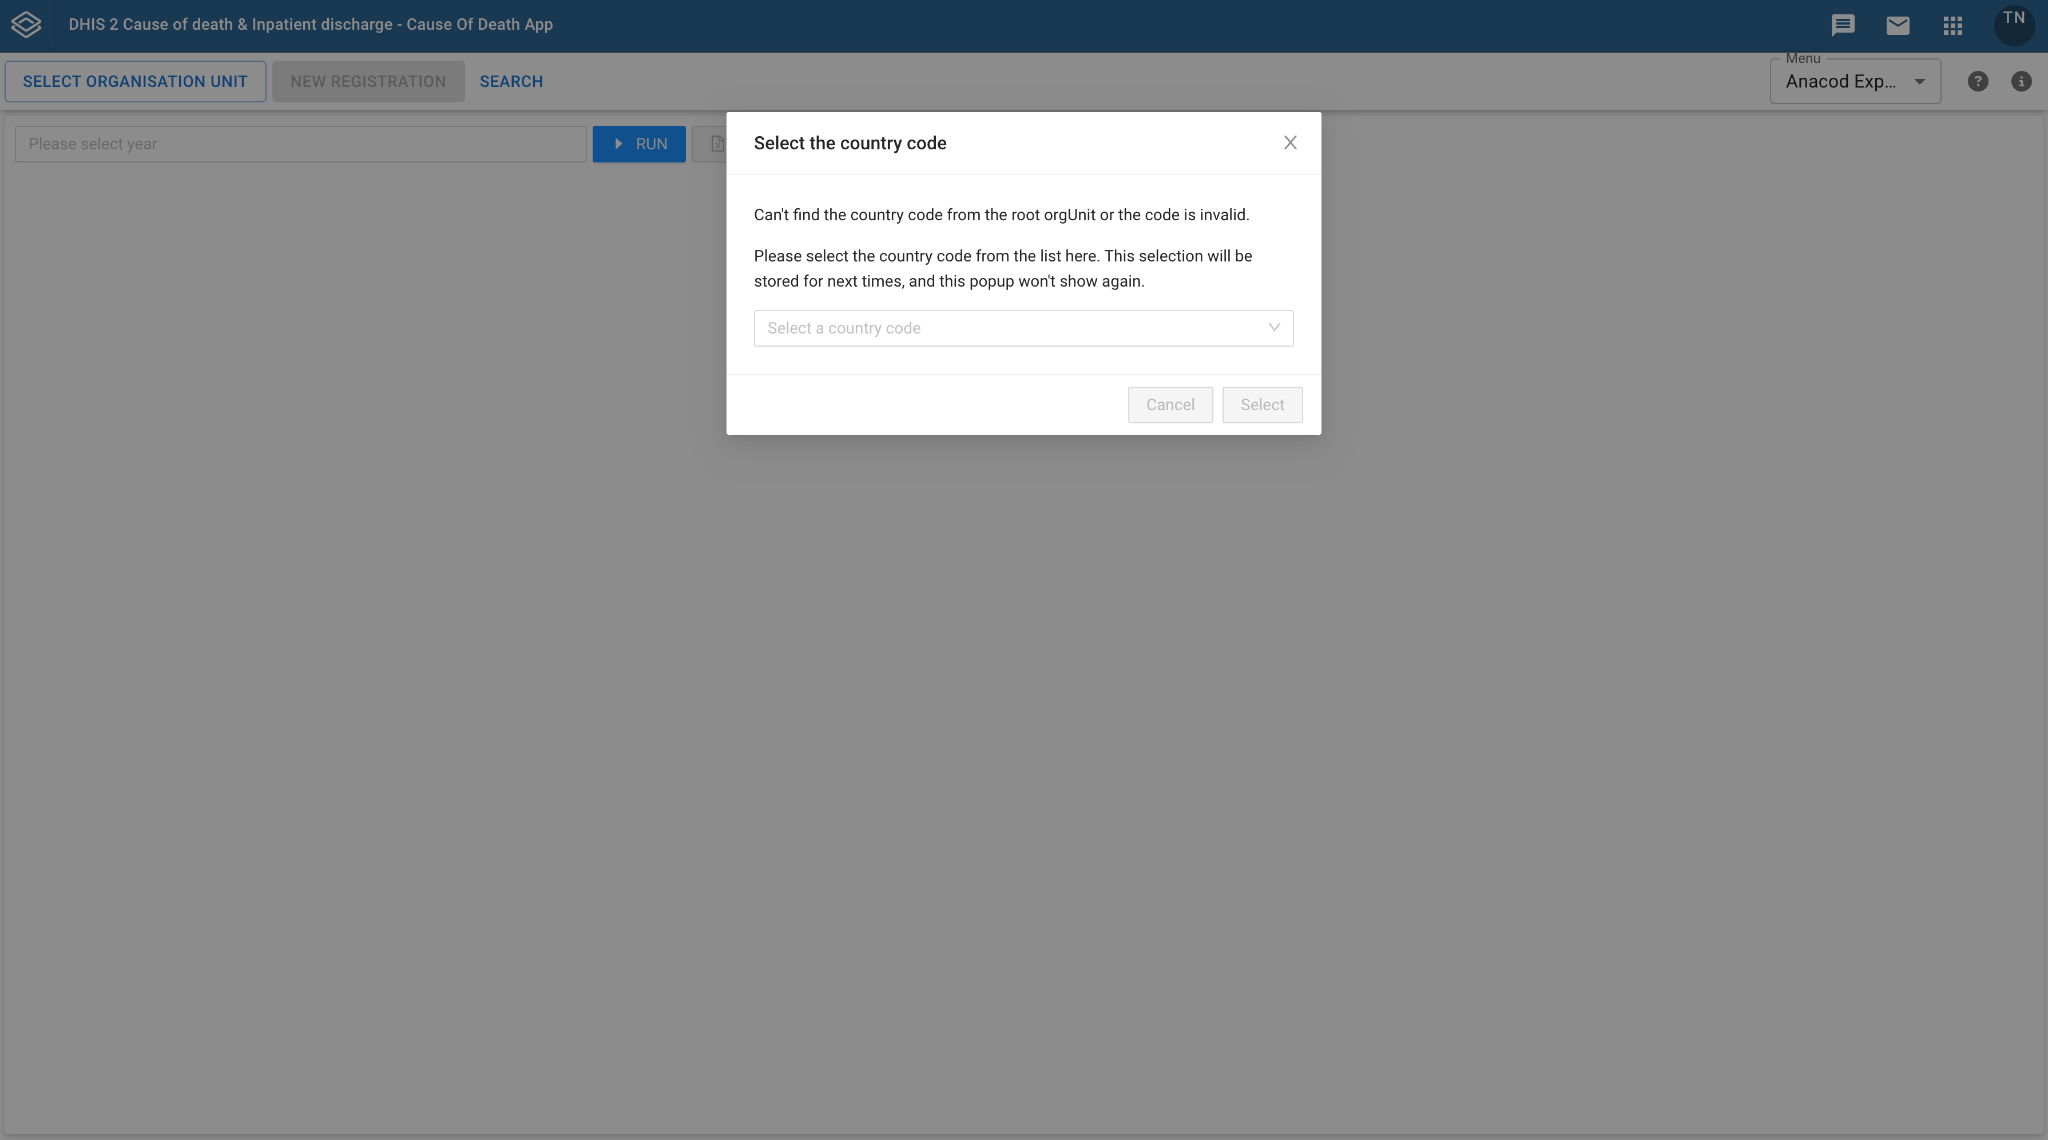 DHIS 2 Cause of death & Inpatient discharge - Cause Of Death App
TN
SELECT ORGANISATION UNIT
NEW REGISTRATION
SEARCH
Menu
Anacod Exp...
Please select year
RUN
Select the country code
Can't find the country code from the root orgUnit or the code is invalid.
Please select the country code from the list here. This selection will be
stored for next times, and this popup won't show again.
Select a country code
Cancel
Select